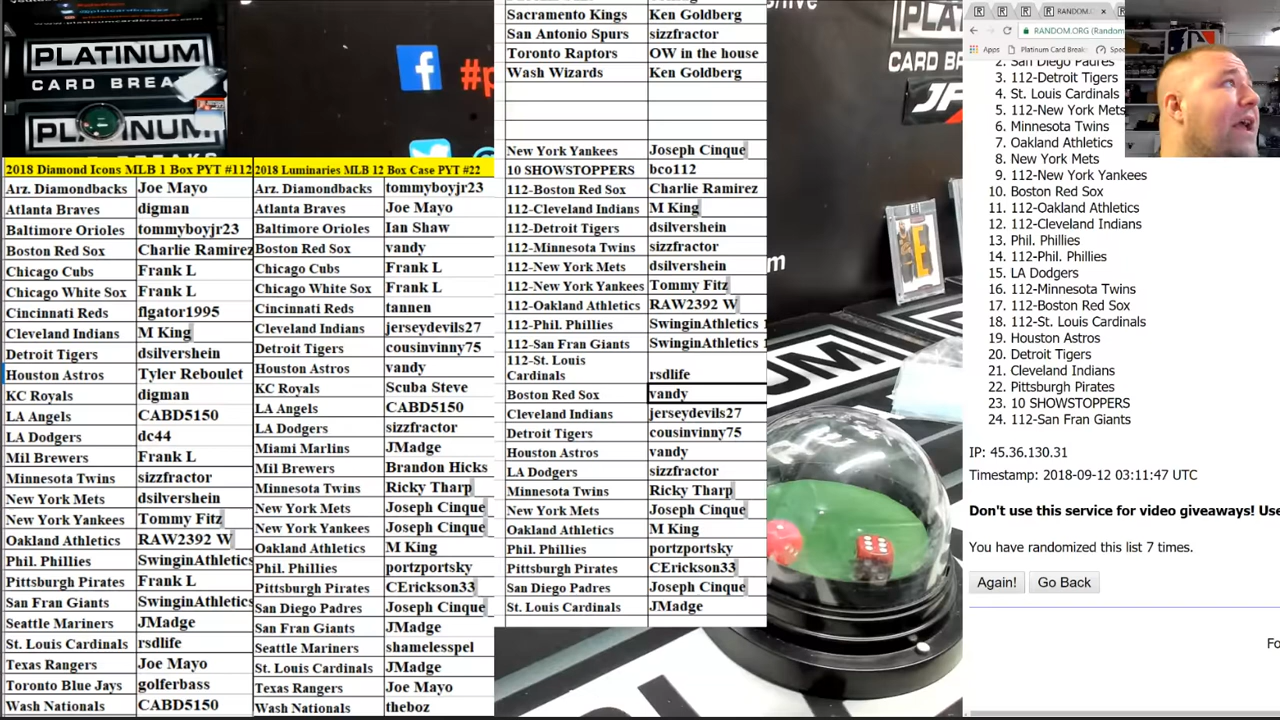 www.platinumcardbreaks.com
PLATINUM
CARD BREA
PLATINUM
f
#p
2018 Diamond Icons MLB 1 Box PYT #112
Arz. Diamondbacks Joe Mayo
Atlanta Braves digman
Baltimore Orioles tommyboyjr23
Boston Red Sox Charlie Ramirez
Chicago Cubs Frank L
Chicago White Sox Frank L
Cincinnati Reds flgator1995
Cleveland Indians M King
Detroit Tigers dsilvershein
Houston Astros Tyler Reboulet
KC Royals digman
LA Angels CABD5150
LA Dodgers dc44
Mil Brewers Frank L
Minnesota Twins sizzfractor
New York Mets dsilvershein
New York Yankees Tommy Fitz
Oakland Athletics RAW2392 W
Phil. Phillies SwinginAthletics
Pittsburgh Pirates Frank L
San Fran Giants SwinginAthletics
Seattle Mariners JMadge
St. Louis Cardinals rsdlife
Texas Rangers Joe Mayo
Toronto Blue Jays golferbass
Wash Nationals CABD5150
2018 Luminaries MLB 12 Box Case PYT #22
Arz. Diamondbacks tommyboyjr23
Atlanta Braves Joe Mayo
Baltimore Orioles Ian Shaw
Boston Red Sox vandy
Chicago Cubs Frank L
Chicago White Sox Frank L
Cincinnati Reds tannen
Cleveland Indians jerseydevils27
Detroit Tigers cousinvinny75
Houston Astros vandy
KC Royals Scuba Steve
LA Angels CABD5150
LA Dodgers sizzfractor
Miami Marlins JMadge
Mil Brewers Brandon Hicks
Minnesota Twins Ricky Tharp
New York Mets Joseph Cinque
New York Yankees Joseph Cinque
Oakland Athletics M King
Phil. Phillies portzportsky
Pittsburgh Pirates CErickson33
San Diego Padres Joseph Cinque
San Fran Giants JMadge
Seattle Mariners shamelesspel
St. Louis Cardinals JMadge
Texas Rangers Joe Mayo
Wash Nationals theboz
Sacramento Kings Ken Goldberg
San Antonio Spurs sizzfractor
Toronto Raptors OW in the house
Wash Wizards Ken Goldberg
New York Yankees Joseph Cinque
10 SHOWSTOPPERS bco112
112-Boston Red Sox Charlie Ramirez
112-Cleveland Indians M King
112-Detroit Tigers dsilvershein
112-Minnesota Twins sizzfractor
112-New York Mets dsilvershein
112-New York Yankees Tommy Fitz
112-Oakland Athletics RAW2392 W
112-Phil. Phillies SwinginAthletics 1
112-San Fran Giants SwinginAthletics 1
112-St. Louis
Cardinals rsdlife
Boston Red Sox vandy
Cleveland Indians jerseydevils27
Detroit Tigers cousinvinny75
Houston Astros vandy
LA Dodgers sizzfractor
Minnesota Twins Ricky Tharp
New York Mets Joseph Cinque
Oakland Athletics M King
Phil. Phillies portzportsky
Pittsburgh Pirates CErickson33
San Diego Padres Joseph Cinque
St. Louis Cardinals JMadge
PLA
CARD B
m
E
RANDOM.
RANDOM.ORG (Random
Apps Platinum Card Break Spee
2. San Diego Padres
3. 112-Detroit Tigers
4. St. Louis Cardinals
5. 112-New York Mets
6. Minnesota Twins
7. Oakland Athletics
8. New York Mets
9. 112-New York Yankees
10. Boston Red Sox
11. 112-Oakland Athletics
12. 112-Cleveland Indians
13. Phil. Phillies
14. 112-Phil. Phillies
15. LA Dodgers
16. 112-Minnesota Twins
17. 112-Boston Red Sox
18. 112-St. Louis Cardinals
19. Houston Astros
20. Detroit Tigers
21. Cleveland Indians
22. Pittsburgh Pirates
23. 10 SHOWSTOPPERS
24. 112-San Fran Giants
IP: 45.36.130.31
Timestamp: 2018-09-12 03:11:47 UTC
Don't use this service for video giveaways! Use
You have randomized this list 7 times.
Again! Go Back
Fo